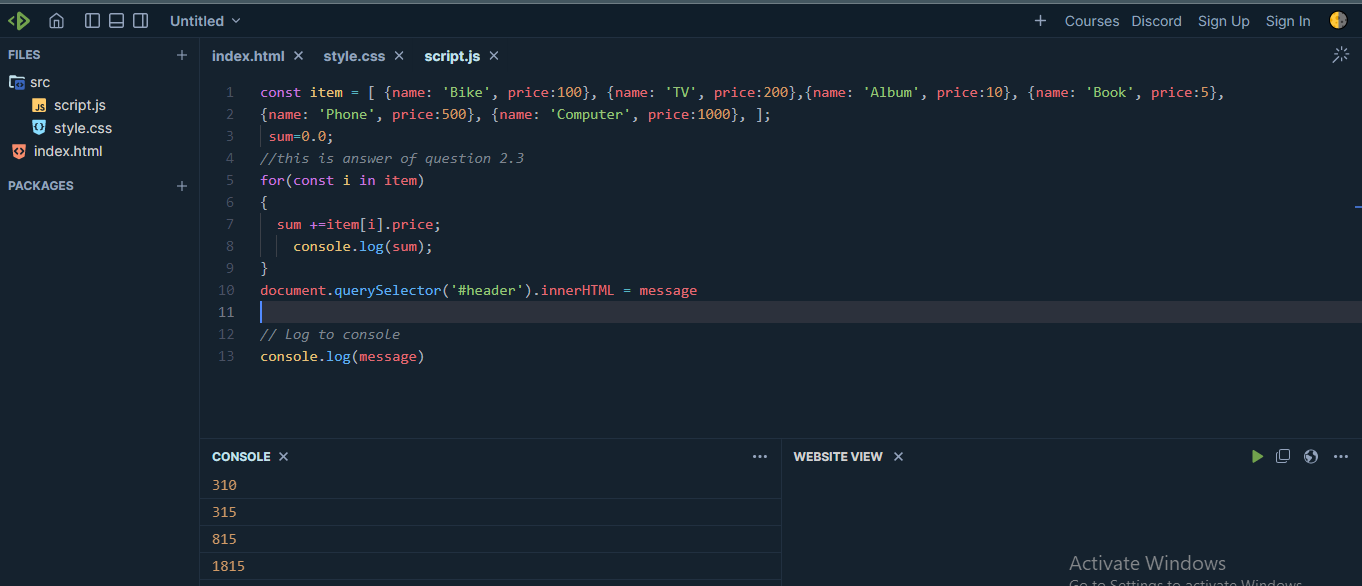 Untitled
Courses Discord Sign Up Sign In
FILES
src
script.js
style.css
index.html
PACKAGES
index.html style.css script.js
1 const item = [ {name: 'Bike', price:100}, {name: 'TV', price:200},{name: 'Album', price:10}, {name: 'Book', price:5},
2 {name: 'Phone', price:500}, {name: 'Computer', price:1000}, ];
3 sum=0.0;
4 //this is answer of question 2.3
5 for(const i in item)
6 {
7 sum +=item[i].price;
8 console.log(sum);
9 }
10 document.querySelector('#header').innerHTML = message
11
12 // Log to console
13 console.log(message)
CONSOLE
310
315
815
1815
WEBSITE VIEW
Activate Windows
Go to Settings to activate Windows.